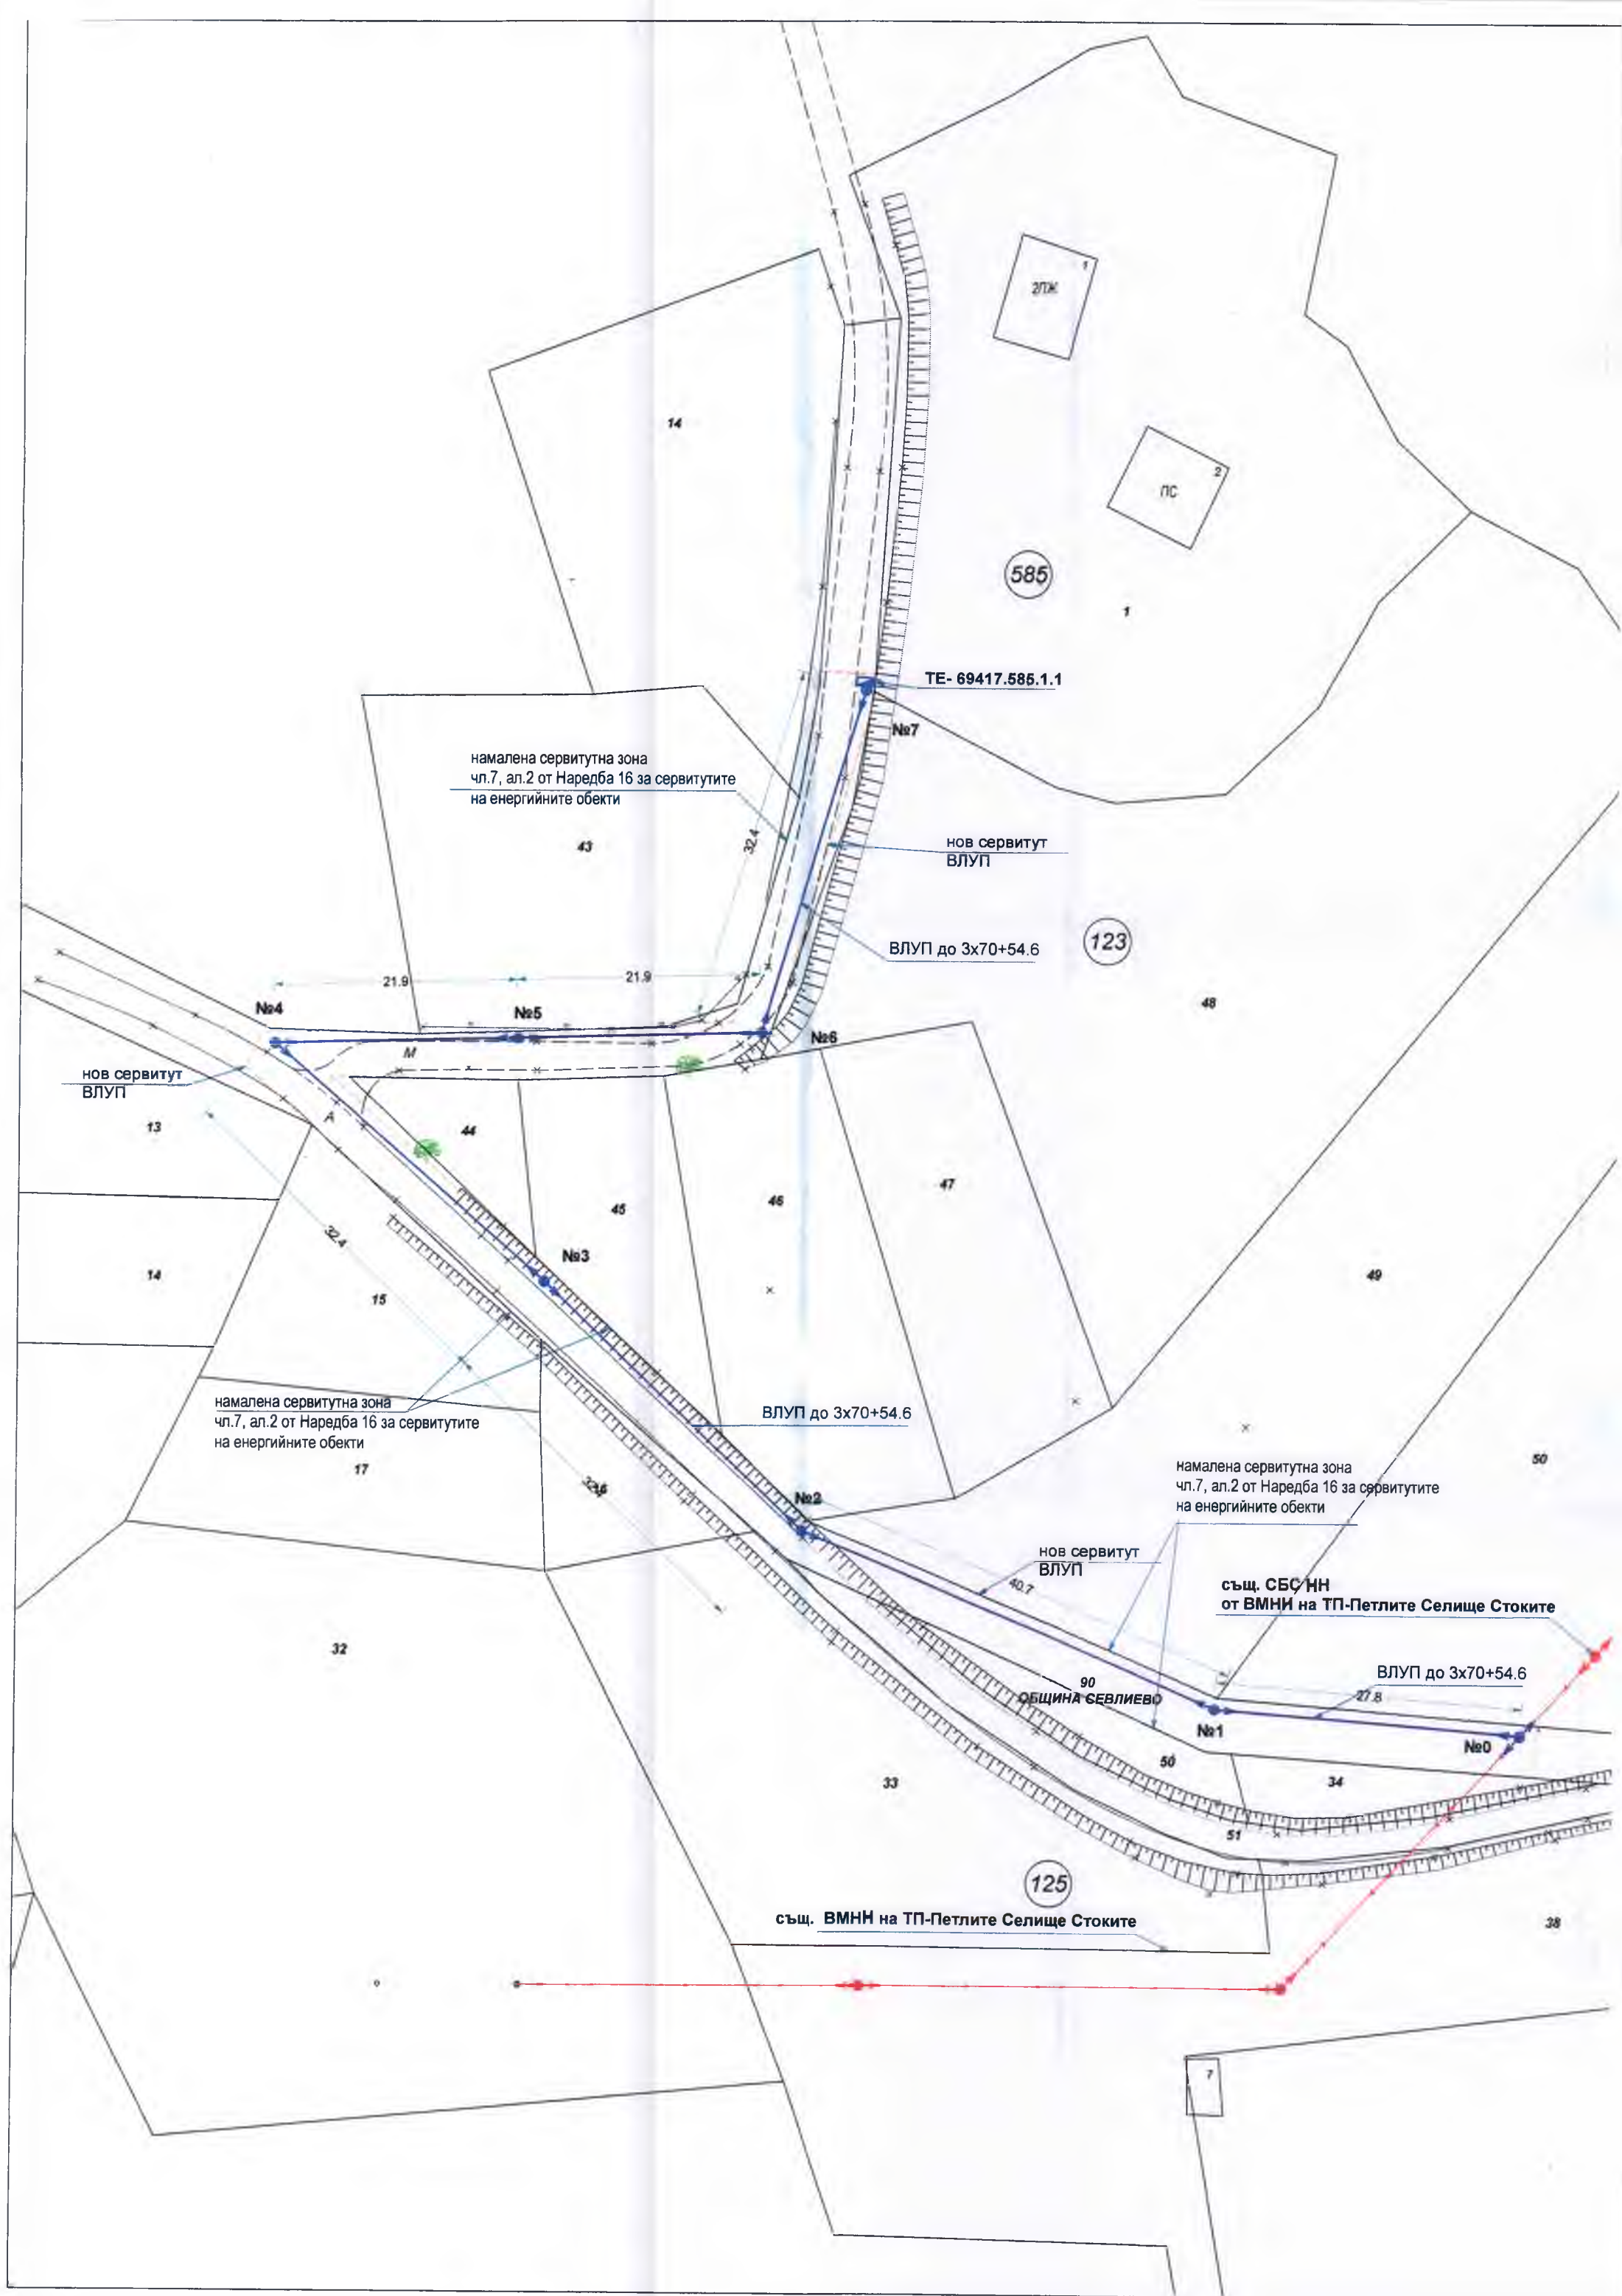 1
2ПЖ
14
2
ПС
585
1
ТЕ- 69417.585.1.1
№7
намалена сервитутна зона
чл.7, ал.2 от Наредба 16 за сервитутите
на енергийните обекти
43
32.4
нов сервитут
ВЛУП
ВЛУП до 3x70+54.6
123
48
21.9
21.9
№4
№5
№6
М
нов сервитут
ВЛУП
А
13
44
45
46
47
32.4
№3
14
15
49
намалена сервитутна зона
чл.7, ал.2 от Наредба 16 за сервитутите
на енергийните обекти
17
ВЛУП до 3x70+54.6
№2
намалена сервитутна зона
чл.7, ал.2 от Наредба 16 за сервитутите
на енергийните обекти
50
нов сервитут
ВЛУП
40.7
същ. СБС НН
от ВМНН на ТП-Петлите Селище Стоките
32
90
ОБЩИНА СЕВЛИЕВО
ВЛУП до 3x70+54.6
27.8
№1
№0
50
34
33
51
125
същ. ВМНН на ТП-Петлите Селище Стоките
38
7